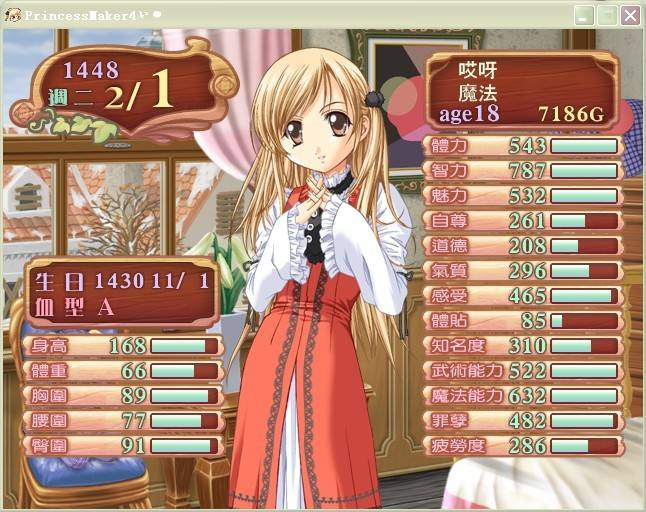 PrincessMaker4
1448
週二 2/1
哎呀
魔法
age18 7186G
體力 543
智力 787
魅力 532
自尊 261
道德 208
氣質 296
感受 465
體貼 85
知名度 310
武術能力 522
魔法能力 632
罪孽 482
疲勞度 286
生日 1430 11/ 1
血型 A
身高 168
體重 66
胸圍 89
腰圍 77
臀圍 91